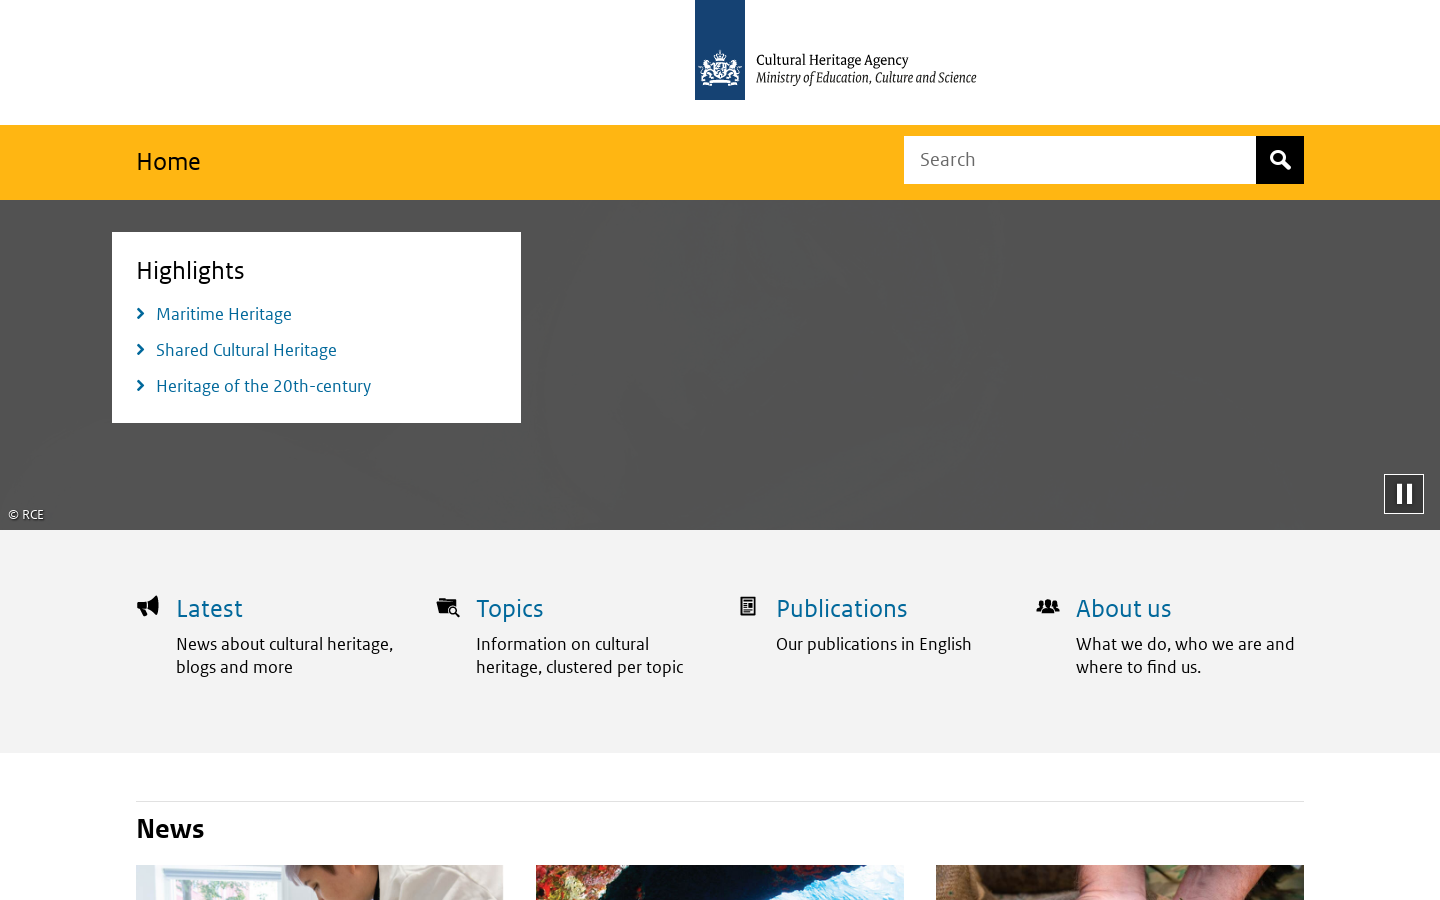 Cultural Heritage Agency
Ministry of Education, Culture and Science
Home
Search
Highlights
Maritime Heritage
Shared Cultural Heritage
Heritage of the 20th-century
© RCE
Latest
News about cultural heritage,
blogs and more
Topics
Information on cultural
heritage, clustered per topic
Publications
Our publications in English
About us
What we do, who we are and
where to find us.
News